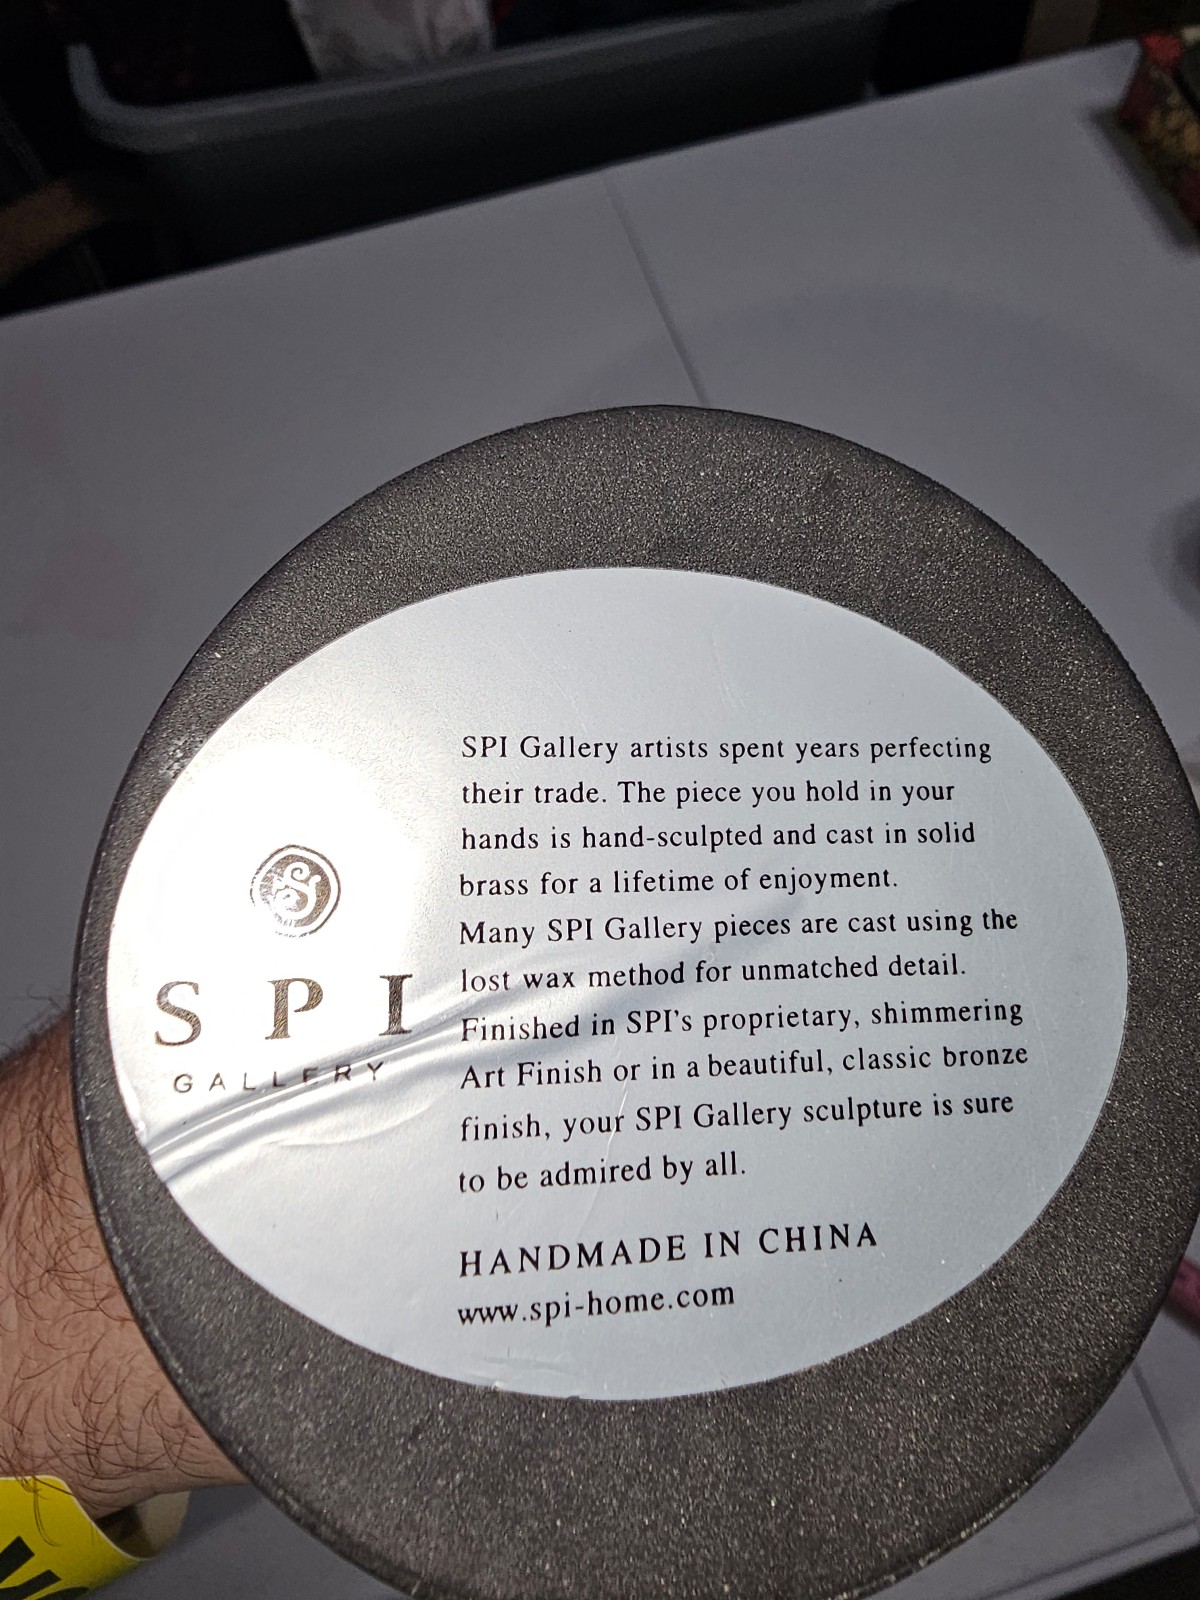 SPI
GALLERY
SPI Gallery artists spent years perfecting
their trade. The piece you hold in your
hands is hand-sculpted and cast in solid
brass for a lifetime of enjoyment.
Many SPI Gallery pieces are cast using the
lost wax method for unmatched detail.
Finished in SPI's proprietary, shimmering
Art Finish or in a beautiful, classic bronze
finish, your SPI Gallery sculpture is sure
to be admired by all.
HANDMADE IN CHINA
www.spi-home.com